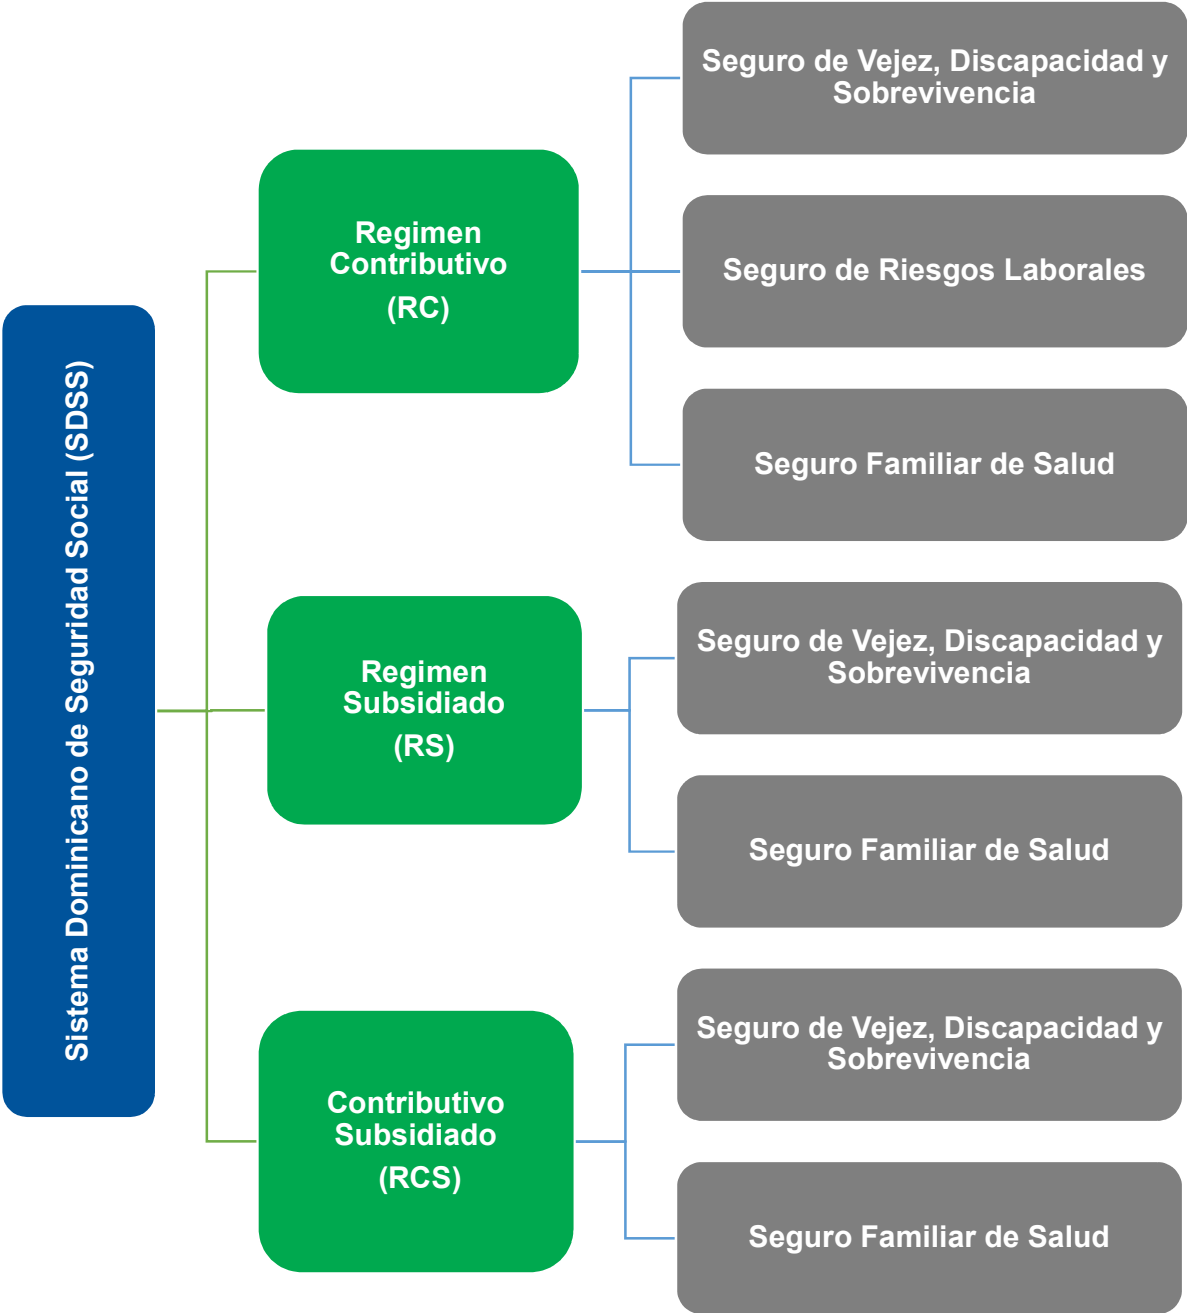 Sistema Dominicano de Seguridad Social (SDSS)
Regimen
Contributivo
(RC)
Seguro de Vejez, Discapacidad y
Sobrevivencia
Seguro de Riesgos Laborales
Seguro Familiar de Salud
Regimen
Subsidiado
(RS)
Seguro de Vejez, Discapacidad y
Sobrevivencia
Seguro Familiar de Salud
Contributivo
Subsidiado
(RCS)
Seguro de Vejez, Discapacidad y
Sobrevivencia
Seguro Familiar de Salud